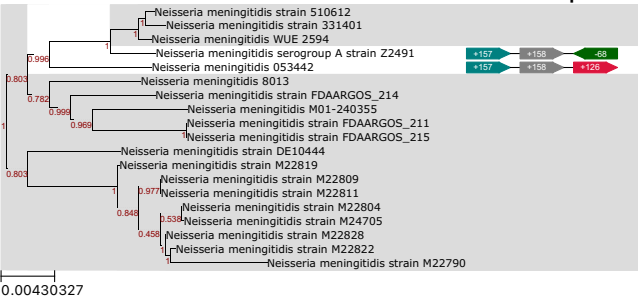 Neisseria meningitidis strain 510612
1
Neisseria meningitidis strain 331401
1
Neisseria meningitidis WUE 2594
1
Neisseria meningitidis serogroup A strain Z2491
+157 +158 -68
0.996
Neisseria meningitidis 053442
+157 +158 +126
0.803
Neisseria meningitidis 8013
0.782
Neisseria meningitidis strain FDAARGOS_214
0.999
Neisseria meningitidis M01-240355
0.969
Neisseria meningitidis strain FDAARGOS_211
1
Neisseria meningitidis strain FDAARGOS_215
1
Neisseria meningitidis strain DE10444
Neisseria meningitidis strain M22819
0.803
Neisseria meningitidis strain M22809
0.977
Neisseria meningitidis strain M22811
1
Neisseria meningitidis strain M22804
0.848
0.538
Neisseria meningitidis strain M24705
0.458
Neisseria meningitidis strain M22828
1
Neisseria meningitidis strain M22822
1
Neisseria meningitidis strain M22790
0.00430327